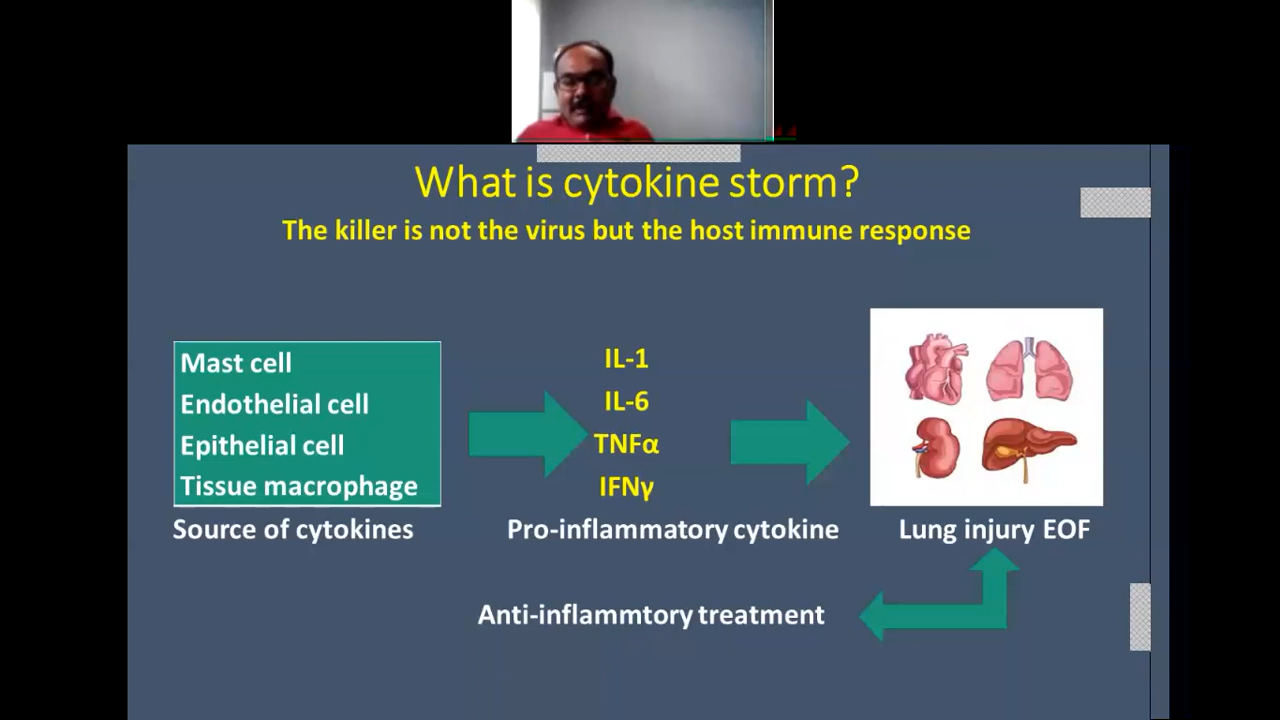 What is cytokine storm?
The killer is not the virus but the host immune response
Mast cell
Endothelial cell
Epithelial cell
Tissue macrophage
Source of cytokines
IL-1
IL-6
TNFα
IFNγ
Pro-inflammatory cytokine
Lung injury EOF
Anti-inflammtory treatment